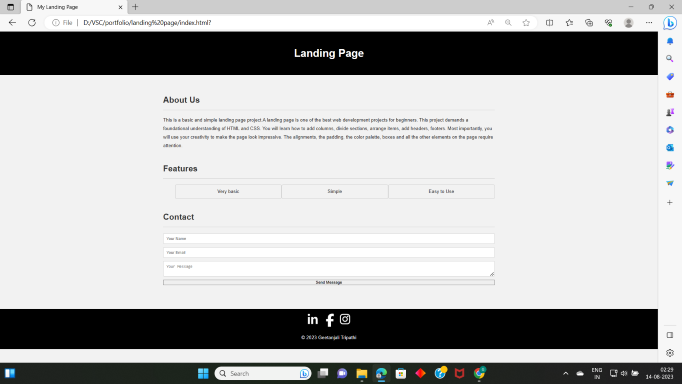 My Landing Page
File
D:/VSC/portfolio/landing%20page/index.html?
Landing Page
About Us
This is a basic and simple landing page project.A landing page is one of the best web development projects for beginners. This project demands a
foundational understanding of HTML and CSS. You will learn how to add columns, divide sections, arrange items, add headers, footers. Most importantly, you
will use your creativity to make the page look impressive. The alignments, the padding, the color palette, boxes and all the other elements on the page require
attention.
Features
Very basic
Simple
Easy to Use
Contact
Your Name
Your Email
Your message
Send Message
© 2023 Geetanjali Tripathi
Search
ENG
IN
02:29
14-08-2023